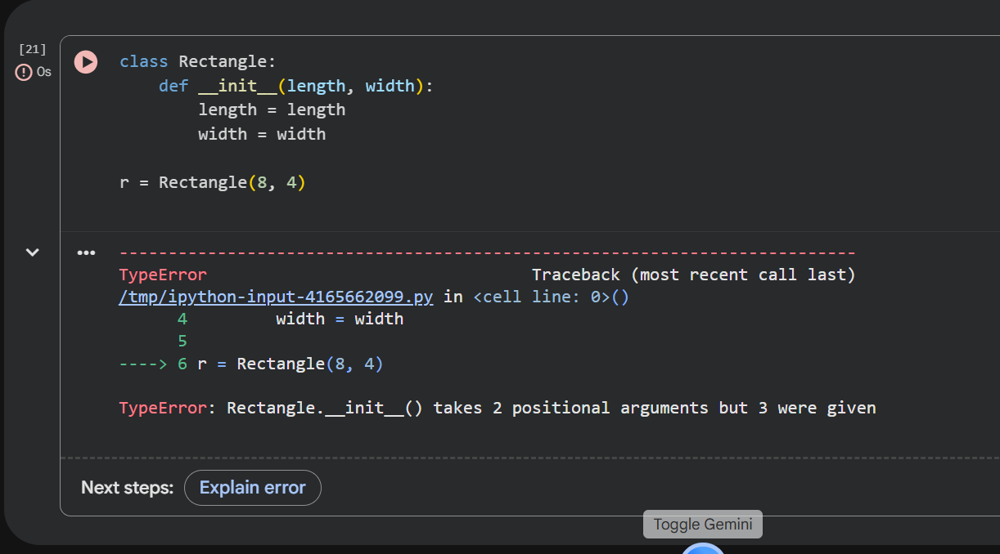 [21]
0s
class Rectangle:
    def __init__(length, width):
        length = length
        width = width
r = Rectangle(8, 4)
---------------------------------------------------------------------------
TypeError                                 Traceback (most recent call last)
/tmp/ipython-input-4165662099.py in <cell line: 0>()
      4         width = width
      5
----> 6 r = Rectangle(8, 4)
TypeError: Rectangle.__init__() takes 2 positional arguments but 3 were given
Next steps: Explain error
Toggle Gemini